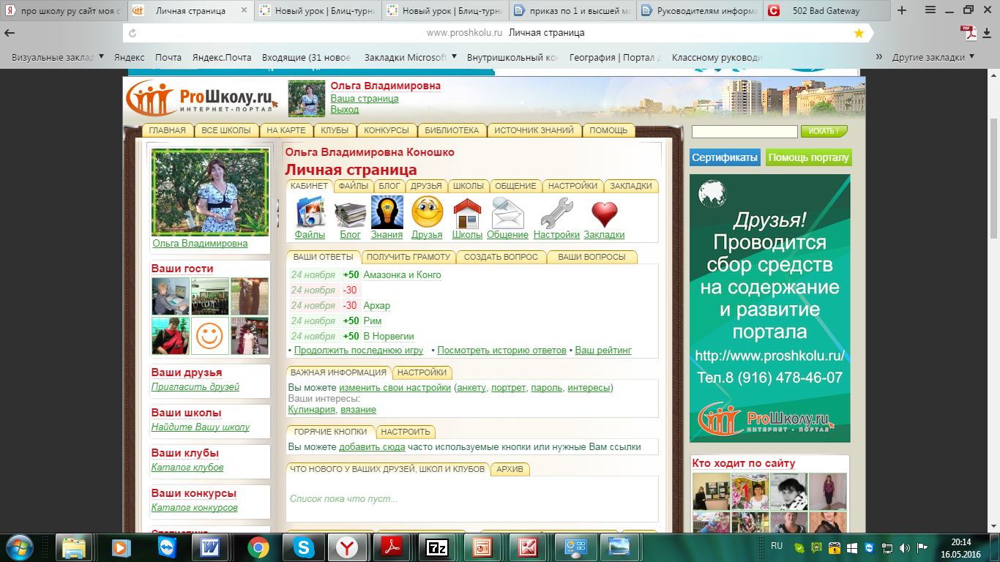 про школу ру сайт моя ст
Личная страница
Новый урок | Блиц-турни
Новый урок | Блиц-турни
приказ по 1 и высшей ма
Руководителям информа
502 Bad Gateway
www.proshkolu.ru Личная страница
Визуальные заклад
Яндекс
Почта
Яндекс.Почта
Входящие (31 новое
Закладки Microsoft
Внутришкольный ко
География | Портал д
Классному руководи
» Другие закладки
ProШколу.ru
ИНТЕРНЕТ-ПОРТАЛ
Ольга Владимировна
Ваша страница
Выход
ГЛАВНАЯ ВСЕ ШКОЛЫ НА КАРТЕ КЛУБЫ КОНКУРСЫ БИБЛИОТЕКА ИСТОЧНИК ЗНАНИЙ ПОМОЩЬ
ИСКАТЬ !
Ольга Владимировна
Ваши гости
Ваши друзья
Пригласить друзей
Ваши школы
Найдите Вашу школу
Ваши клубы
Каталог клубов
Ваши конкурсы
Каталог конкурсов
Ольга Владимировна Коношко
Личная страница
КАБИНЕТ ФАЙЛЫ БЛОГ ДРУЗЬЯ ШКОЛЫ ОБЩЕНИЕ НАСТРОЙКИ ЗАКЛАДКИ
Файлы Блог Знания Друзья Школы Общение Настройки Закладки
ВАШИ ОТВЕТЫ ПОЛУЧИТЬ ГРАМОТУ СОЗДАТЬ ВОПРОС ВАШИ ВОПРОСЫ
24 ноября +50 Амазонка и Конго
24 ноября -30
24 ноября -30 Архар
24 ноября +50 Рим
24 ноября +50 В Норвегии
• Продолжить последнюю игру • Посмотреть историю ответов • Ваш рейтинг
ВАЖНАЯ ИНФОРМАЦИЯ НАСТРОЙКИ
Вы можете изменить свои настройки (анкету, портрет, пароль, интересы)
Ваши интересы:
Кулинария, вязание
ГОРЯЧИЕ КНОПКИ НАСТРОИТЬ
Вы можете добавить сюда часто используемые кнопки или нужные Вам ссылки
ЧТО НОВОГО У ВАШИХ ДРУЗЕЙ, ШКОЛ И КЛУБОВ АРХИВ
Список пока что пуст...
Сертификаты Помощь порталу
Друзья!
Проводится
сбор средств
на содержание
и развитие
портала
http://www.proshkolu.ru/
Тел.8 (916) 478-46-07
ProШколу.ru
ИНТЕРНЕТ - ПОРТАЛ
Кто ходит по сайту
RU
20:14
16.05.2016